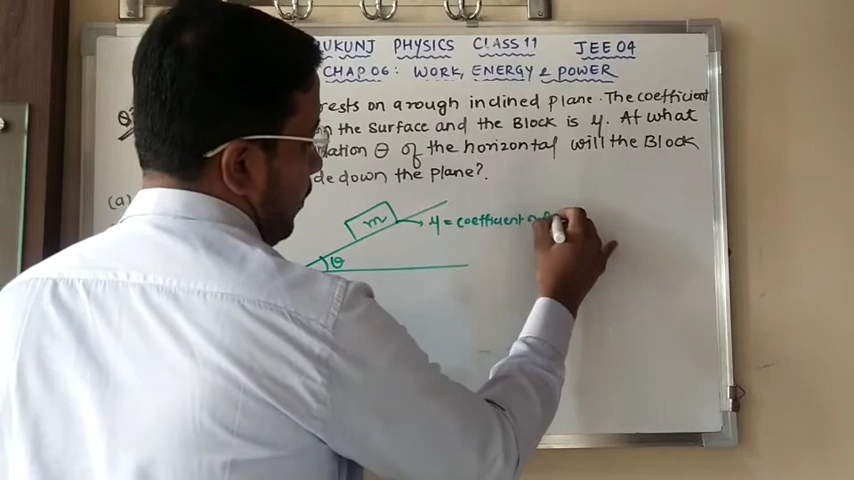 UKUNJ PHYSICS CLASS 11 JEE 04
CHAP 06 : WORK, ENERGY & POWER
Q
rests on a rough inclined plane. The coefficient
n the Surface and the Block is μ. At what
ation θ of the horizontal will the Block
de down the plane?
(a)
m μ = coefficient
θ